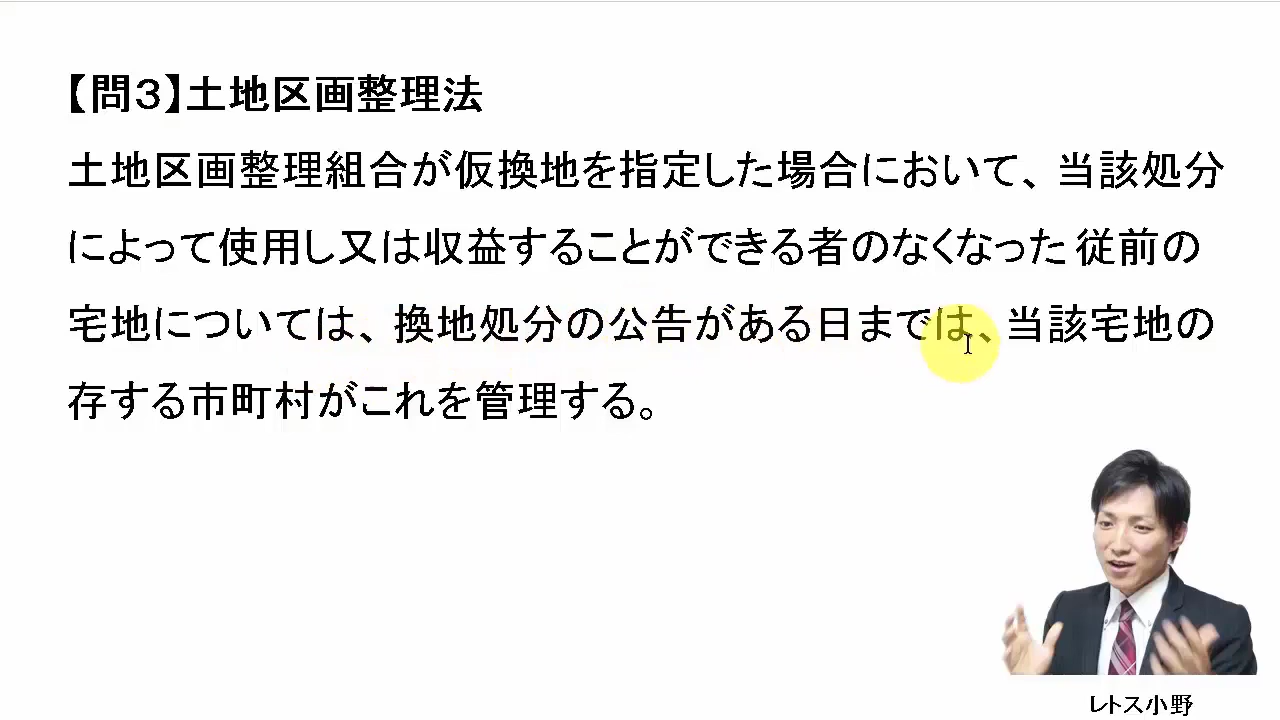 【問３】土地区画整理法
土地区画整理組合が仮換地を指定した場合において、当該処分
によって使用し又は収益することができる者のなくなった従前の
宅地については、換地処分の公告がある日までは、当該宅地の
存する市町村がこれを管理する。
レトス小野